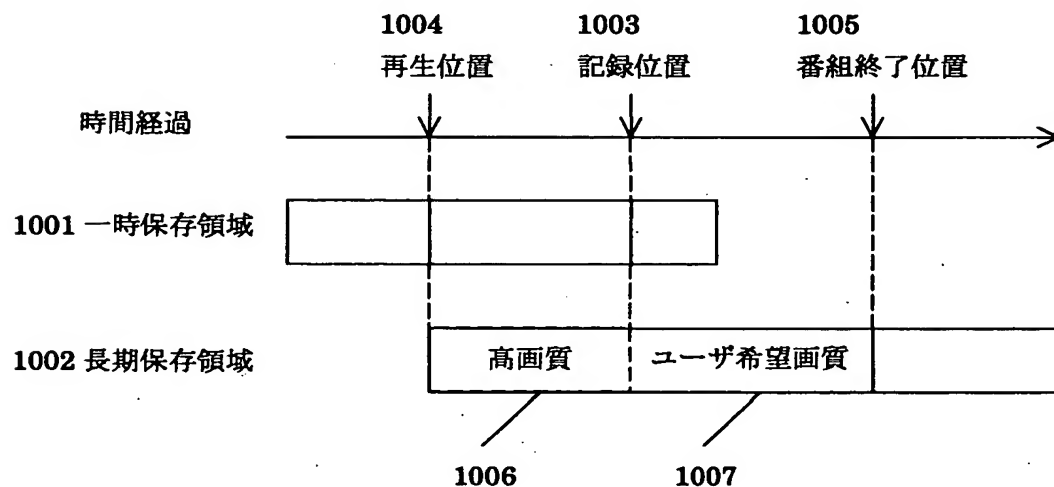 1004 1003 1005
再生位置 記録位置 番組終了位置
時間経過
1001 一時保存領域
1002 長期保存領域 高画質 ユーザ希望画質
1006 1007